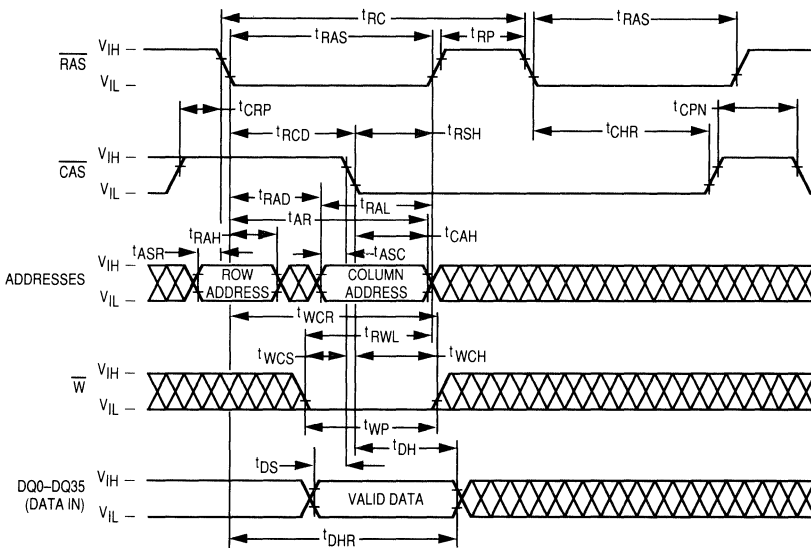 tRC
tRAS tRP tRAS
VIH
RAS
VIL
tCRP tCPN
tRCD tRSH tCHR
VIH
CAS
VIL
tRAD tRAL
tAR
tRAH tCAH
tASR tASC
VIH
ADDRESSES ROW ADDRESS COLUMN ADDRESS
VIL
tWCR
tRWL
tWCS tWCH
VIH
W
VIL
tWP
tDH
tDS
VIH
DQ0–DQ35 (DATA IN) VALID DATA
VIL
tDHR